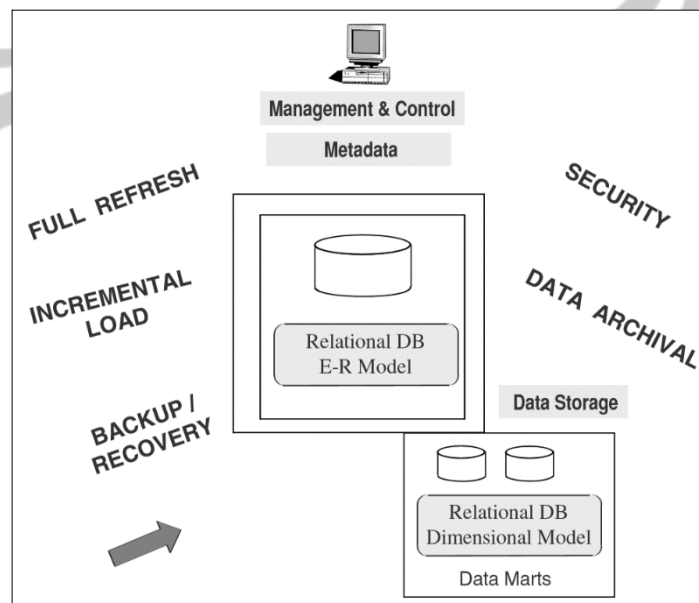 Management & Control
Metadata
FULL REFRESH
SECURITY
INCREMENTAL
LOAD
DATA ARCHIVAL
Relational DB
E-R Model
BACKUP /
RECOVERY
Data Storage
Relational DB
Dimensional Model
Data Marts